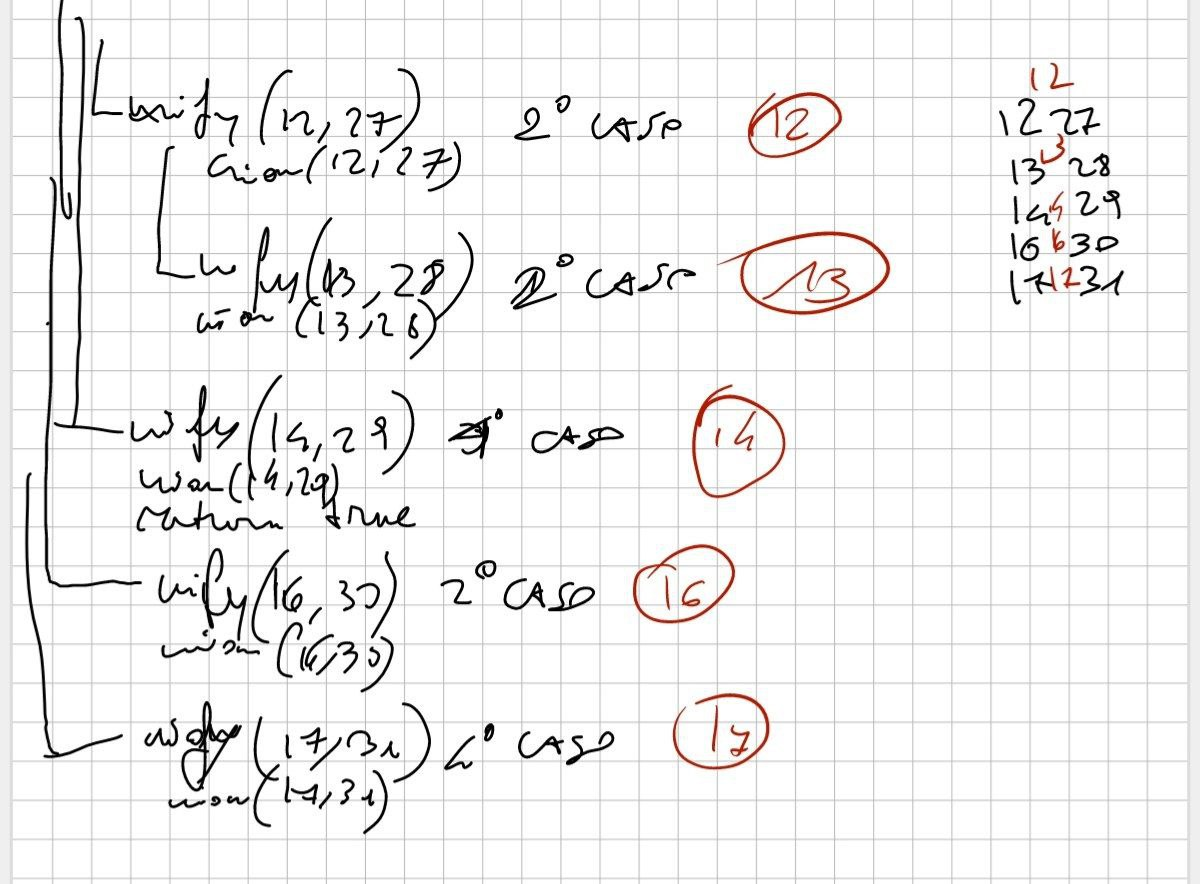 unify (12, 27) 2° CASO 12
union (12, 27)
unify (13, 28) 2° CASO 13
union (13, 28)
unify (14, 29) CASO 14
union (14, 29)
return true
unify (16, 30) 2° CASO 16
union (16, 30)
unify (17, 31) 2° CASO 17
union (17, 31)
12
12 27
13 13 28
14 29
16 16 30
17 17 31